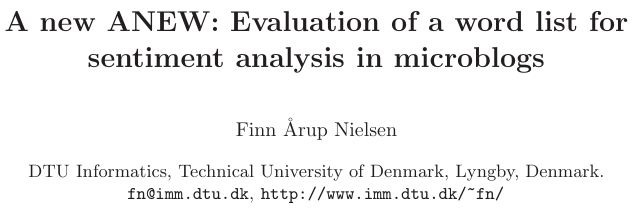 A new ANEW: Evaluation of a word list for
sentiment analysis in microblogs
Finn Årup Nielsen
DTU Informatics, Technical University of Denmark, Lyngby, Denmark.
fn@imm.dtu.dk, http://www.imm.dtu.dk/~fn/